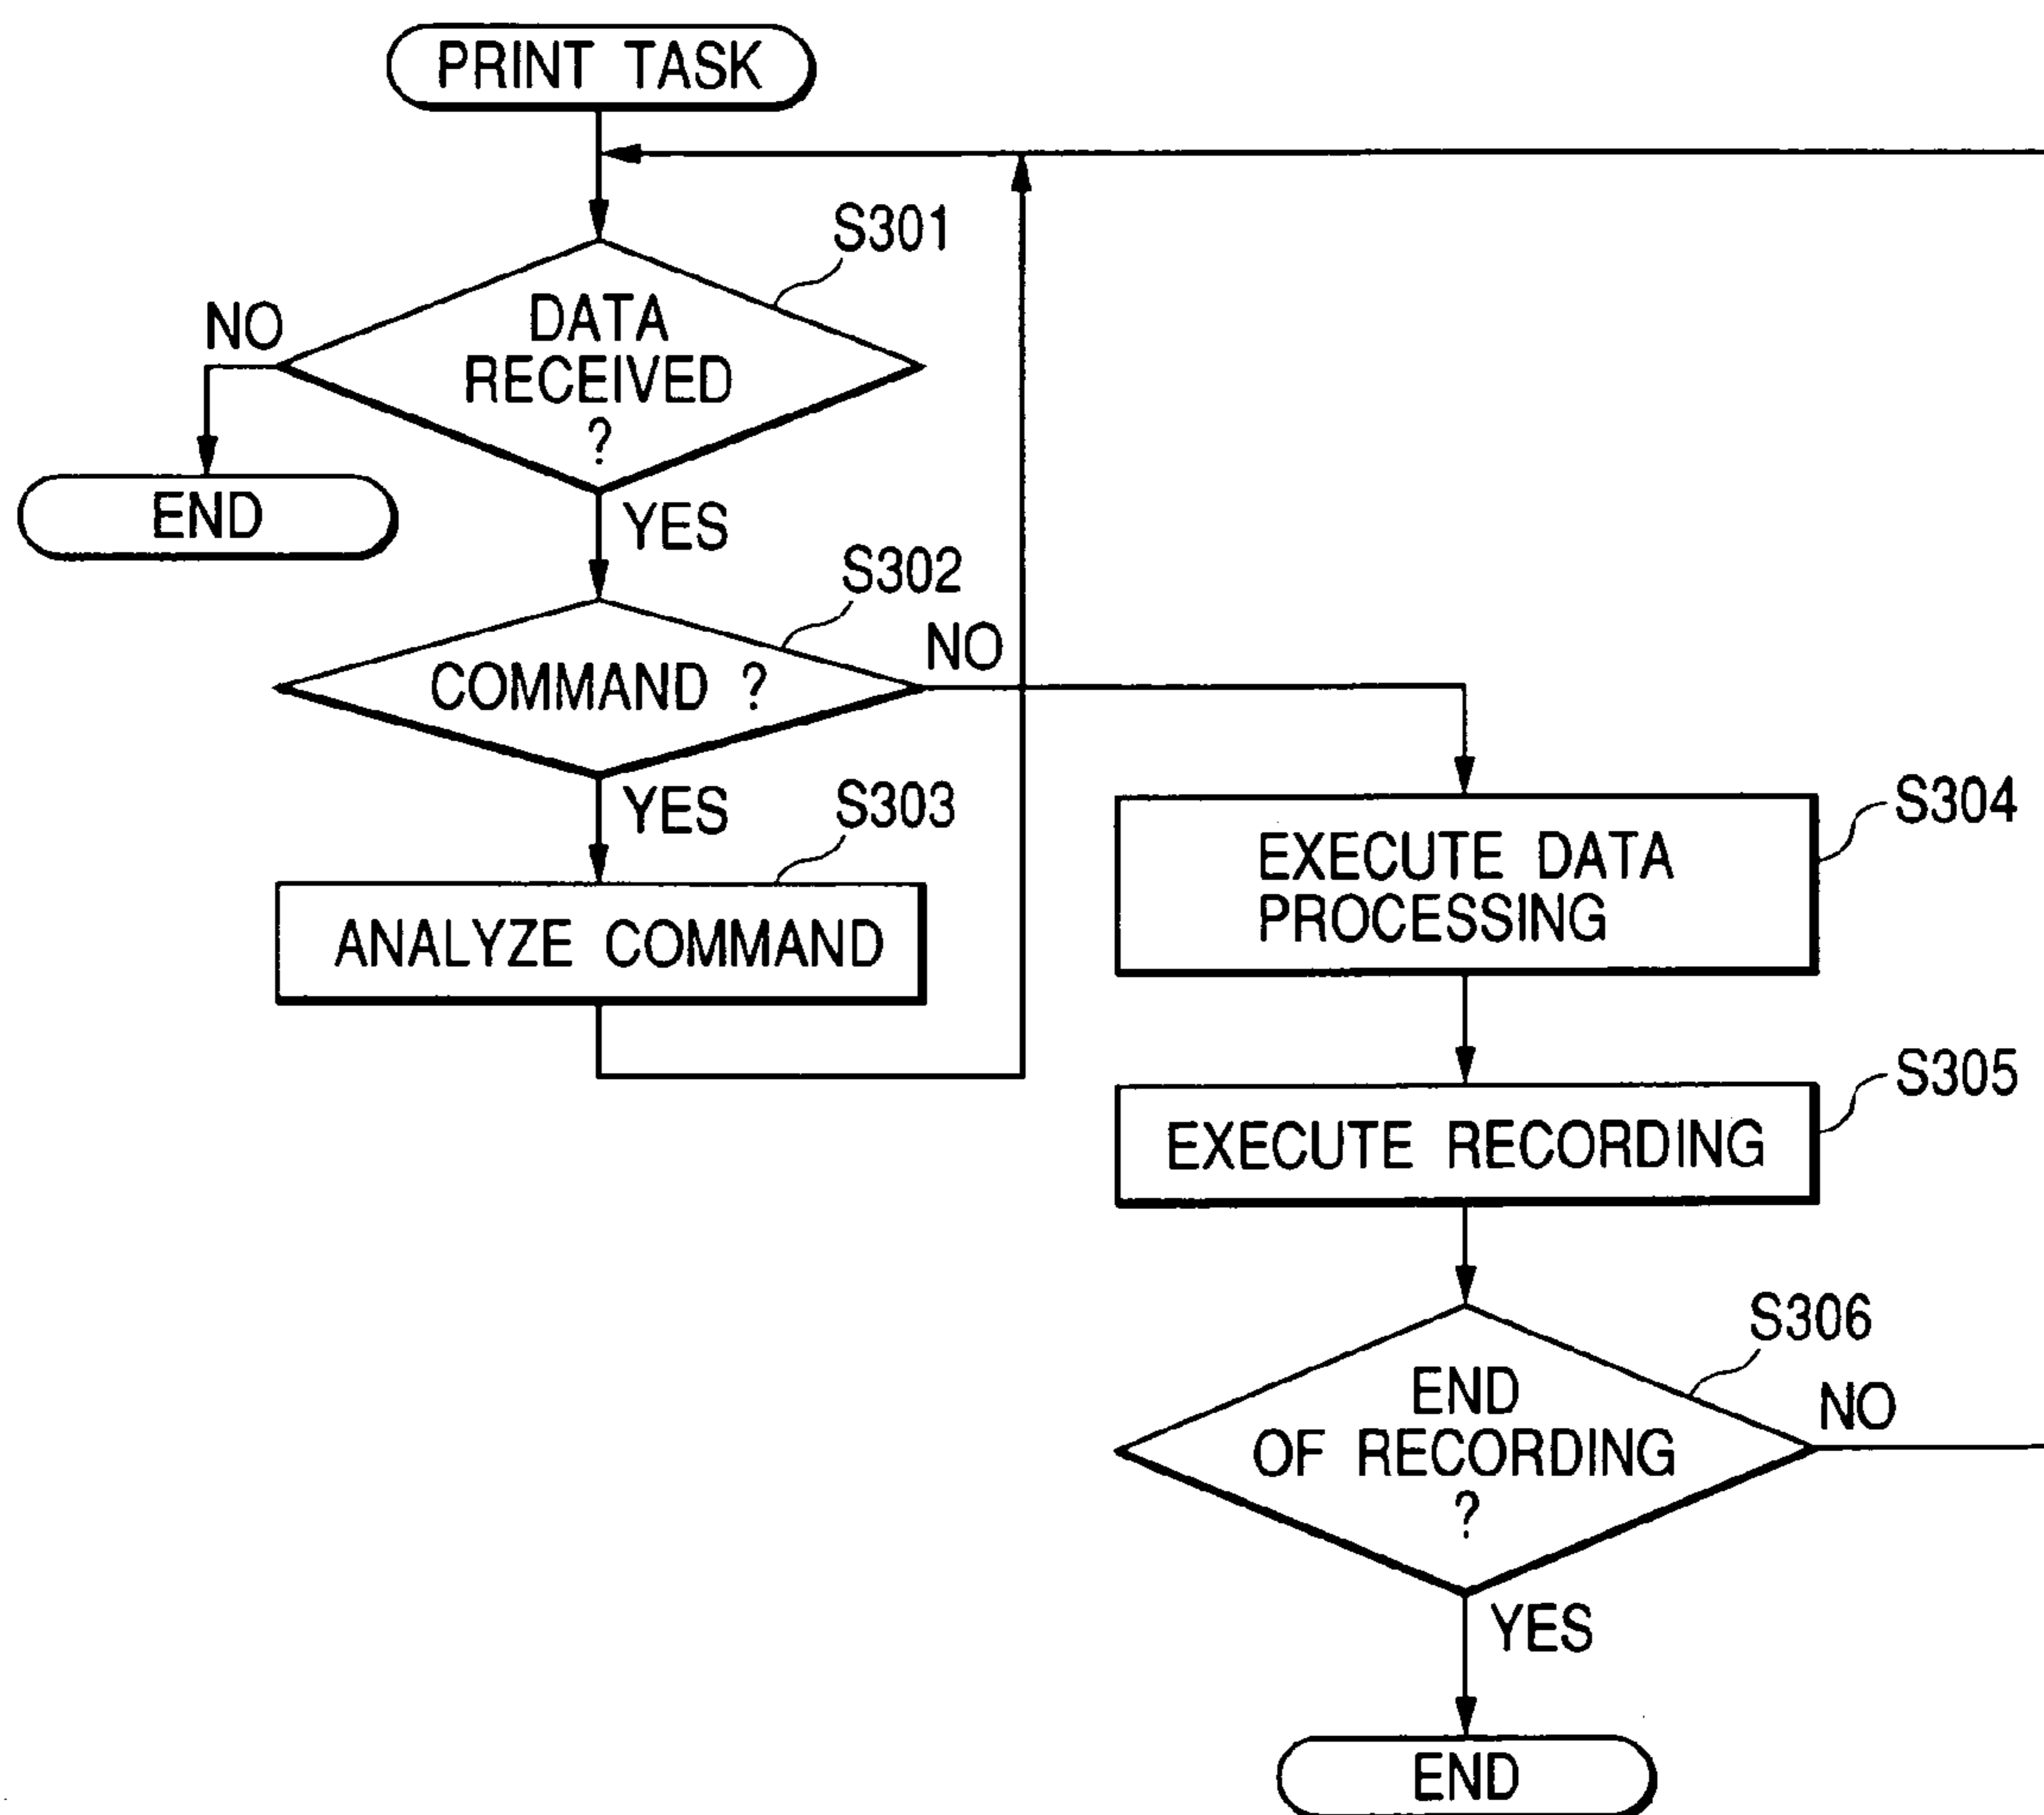 PRINT TASK
S301
NO
DATA
RECEIVED
?
END
YES
S302
NO
COMMAND ?
YES
S303
ANALYZE COMMAND
S304
EXECUTE DATA
PROCESSING
S305
EXECUTE RECORDING
S306
NO
END
OF RECORDING
?
YES
END